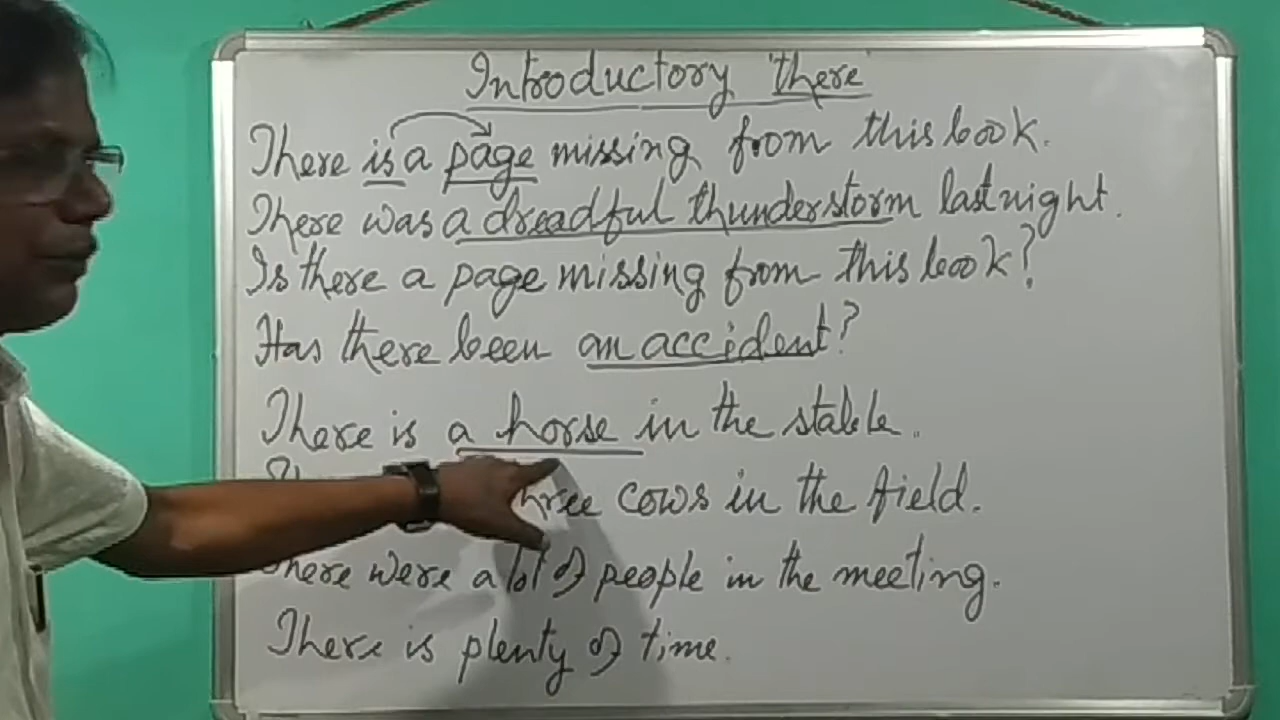 Introductory 'there'
There is a page missing from this book.
There was a dreadful thunderstorm last night.
Is there a page missing from this book?
Has there been an accident?
There is a horse in the stable.
three cows in the field.
There were a lot of people in the meeting.
There is plenty of time.